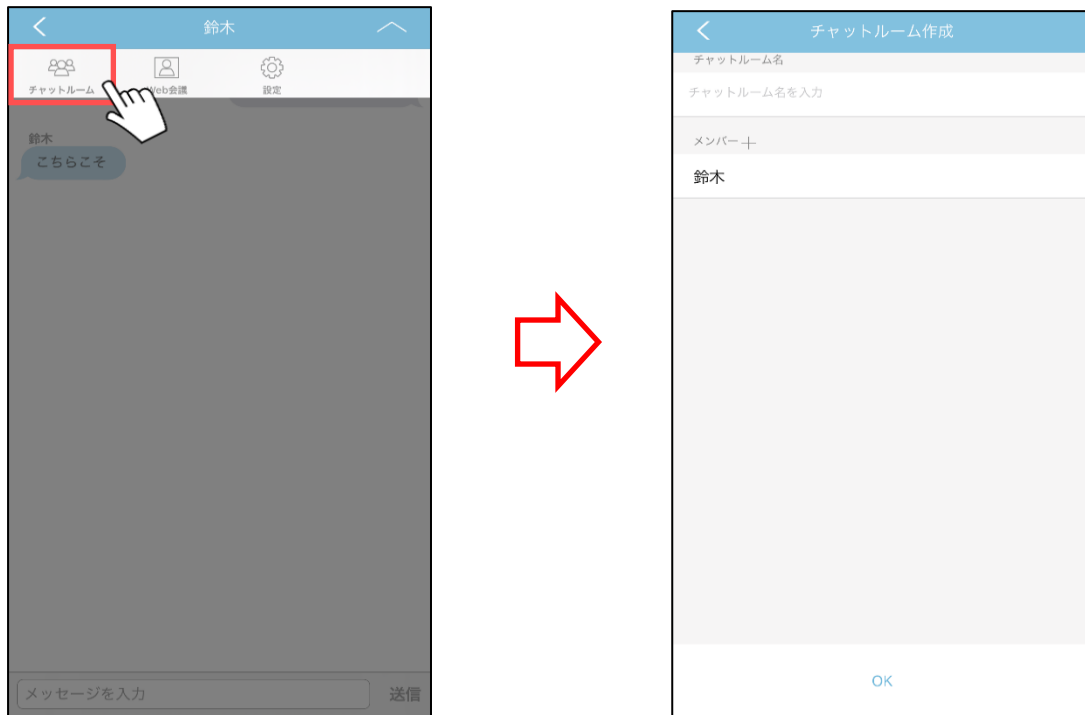 鈴木
チャットルーム
Web会議
設定
鈴木
こちらこそ
メッセージを入力
送信
チャットルーム作成
チャットルーム名
チャットルーム名を入力
メンバー＋
鈴木
OK